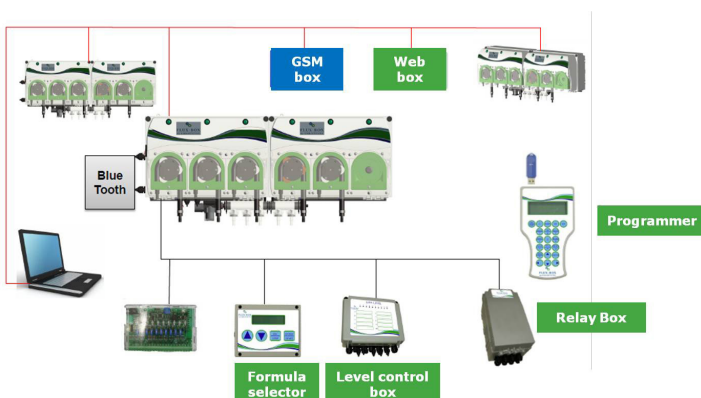 GSM
box
Web
box
Blue
Tooth
Programmer
Relay Box
Formula
selector
Level control
box